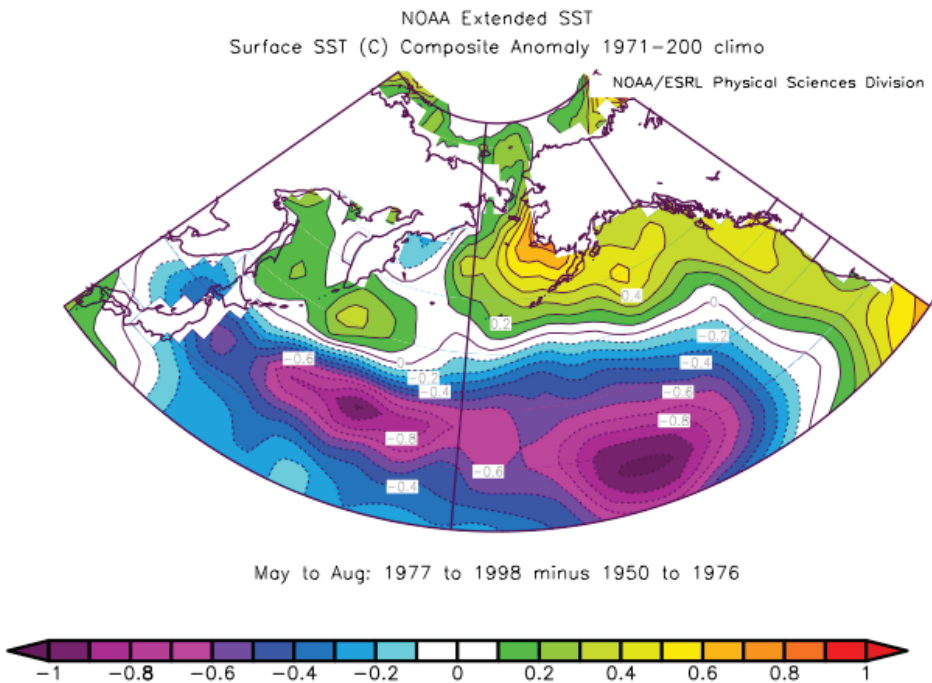 NOAA Extended SST
Surface SST (C) Composite Anomaly 1971-200 climo
NOAA/ESRL Physical Sciences Division
0.4
0
0.2
-0.2
-0.6
0
-0.4
-0.2
-0.4
-0.6
-0.8
-0.8
-0.6
-0.4
May to Aug: 1977 to 1998 minus 1950 to 1976
-1 -0.8 -0.6 -0.4 -0.2 0 0.2 0.4 0.6 0.8 1